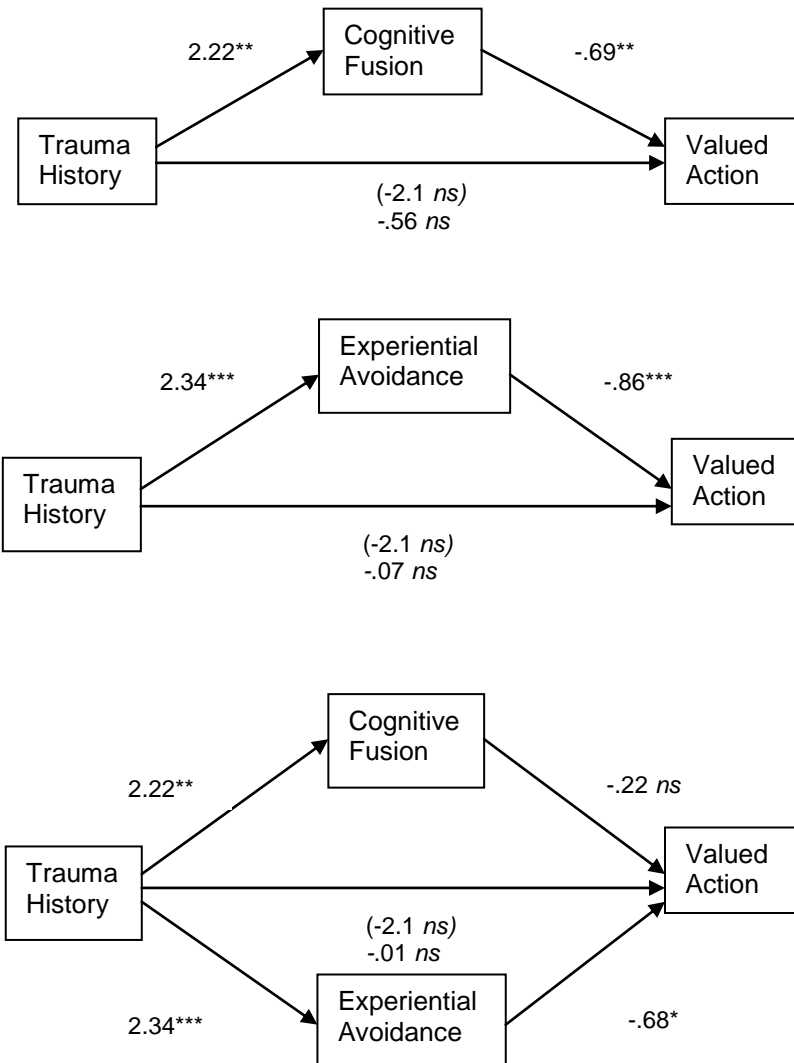 Cognitive
Fusion
2.22**
-.69**
Trauma
History
Valued
Action
(-2.1 ns)
-.56 ns
Experiential
Avoidance
2.34***
-.86***
Trauma
History
Valued
Action
(-2.1 ns)
-.07 ns
Cognitive
Fusion
2.22**
-.22 ns
Trauma
History
Valued
Action
(-2.1 ns)
-.01 ns
Experiential
Avoidance
2.34***
-.68*